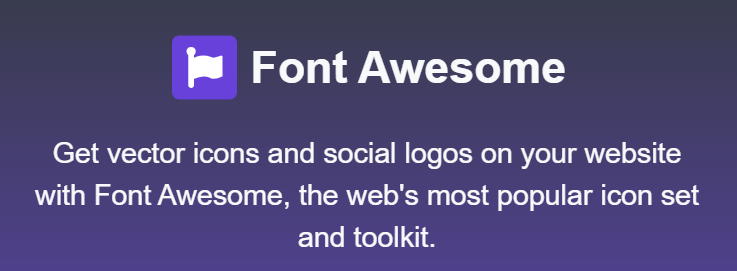 Font Awesome
Get vector icons and social logos on your website
with Font Awesome, the web's most popular icon set
and toolkit.